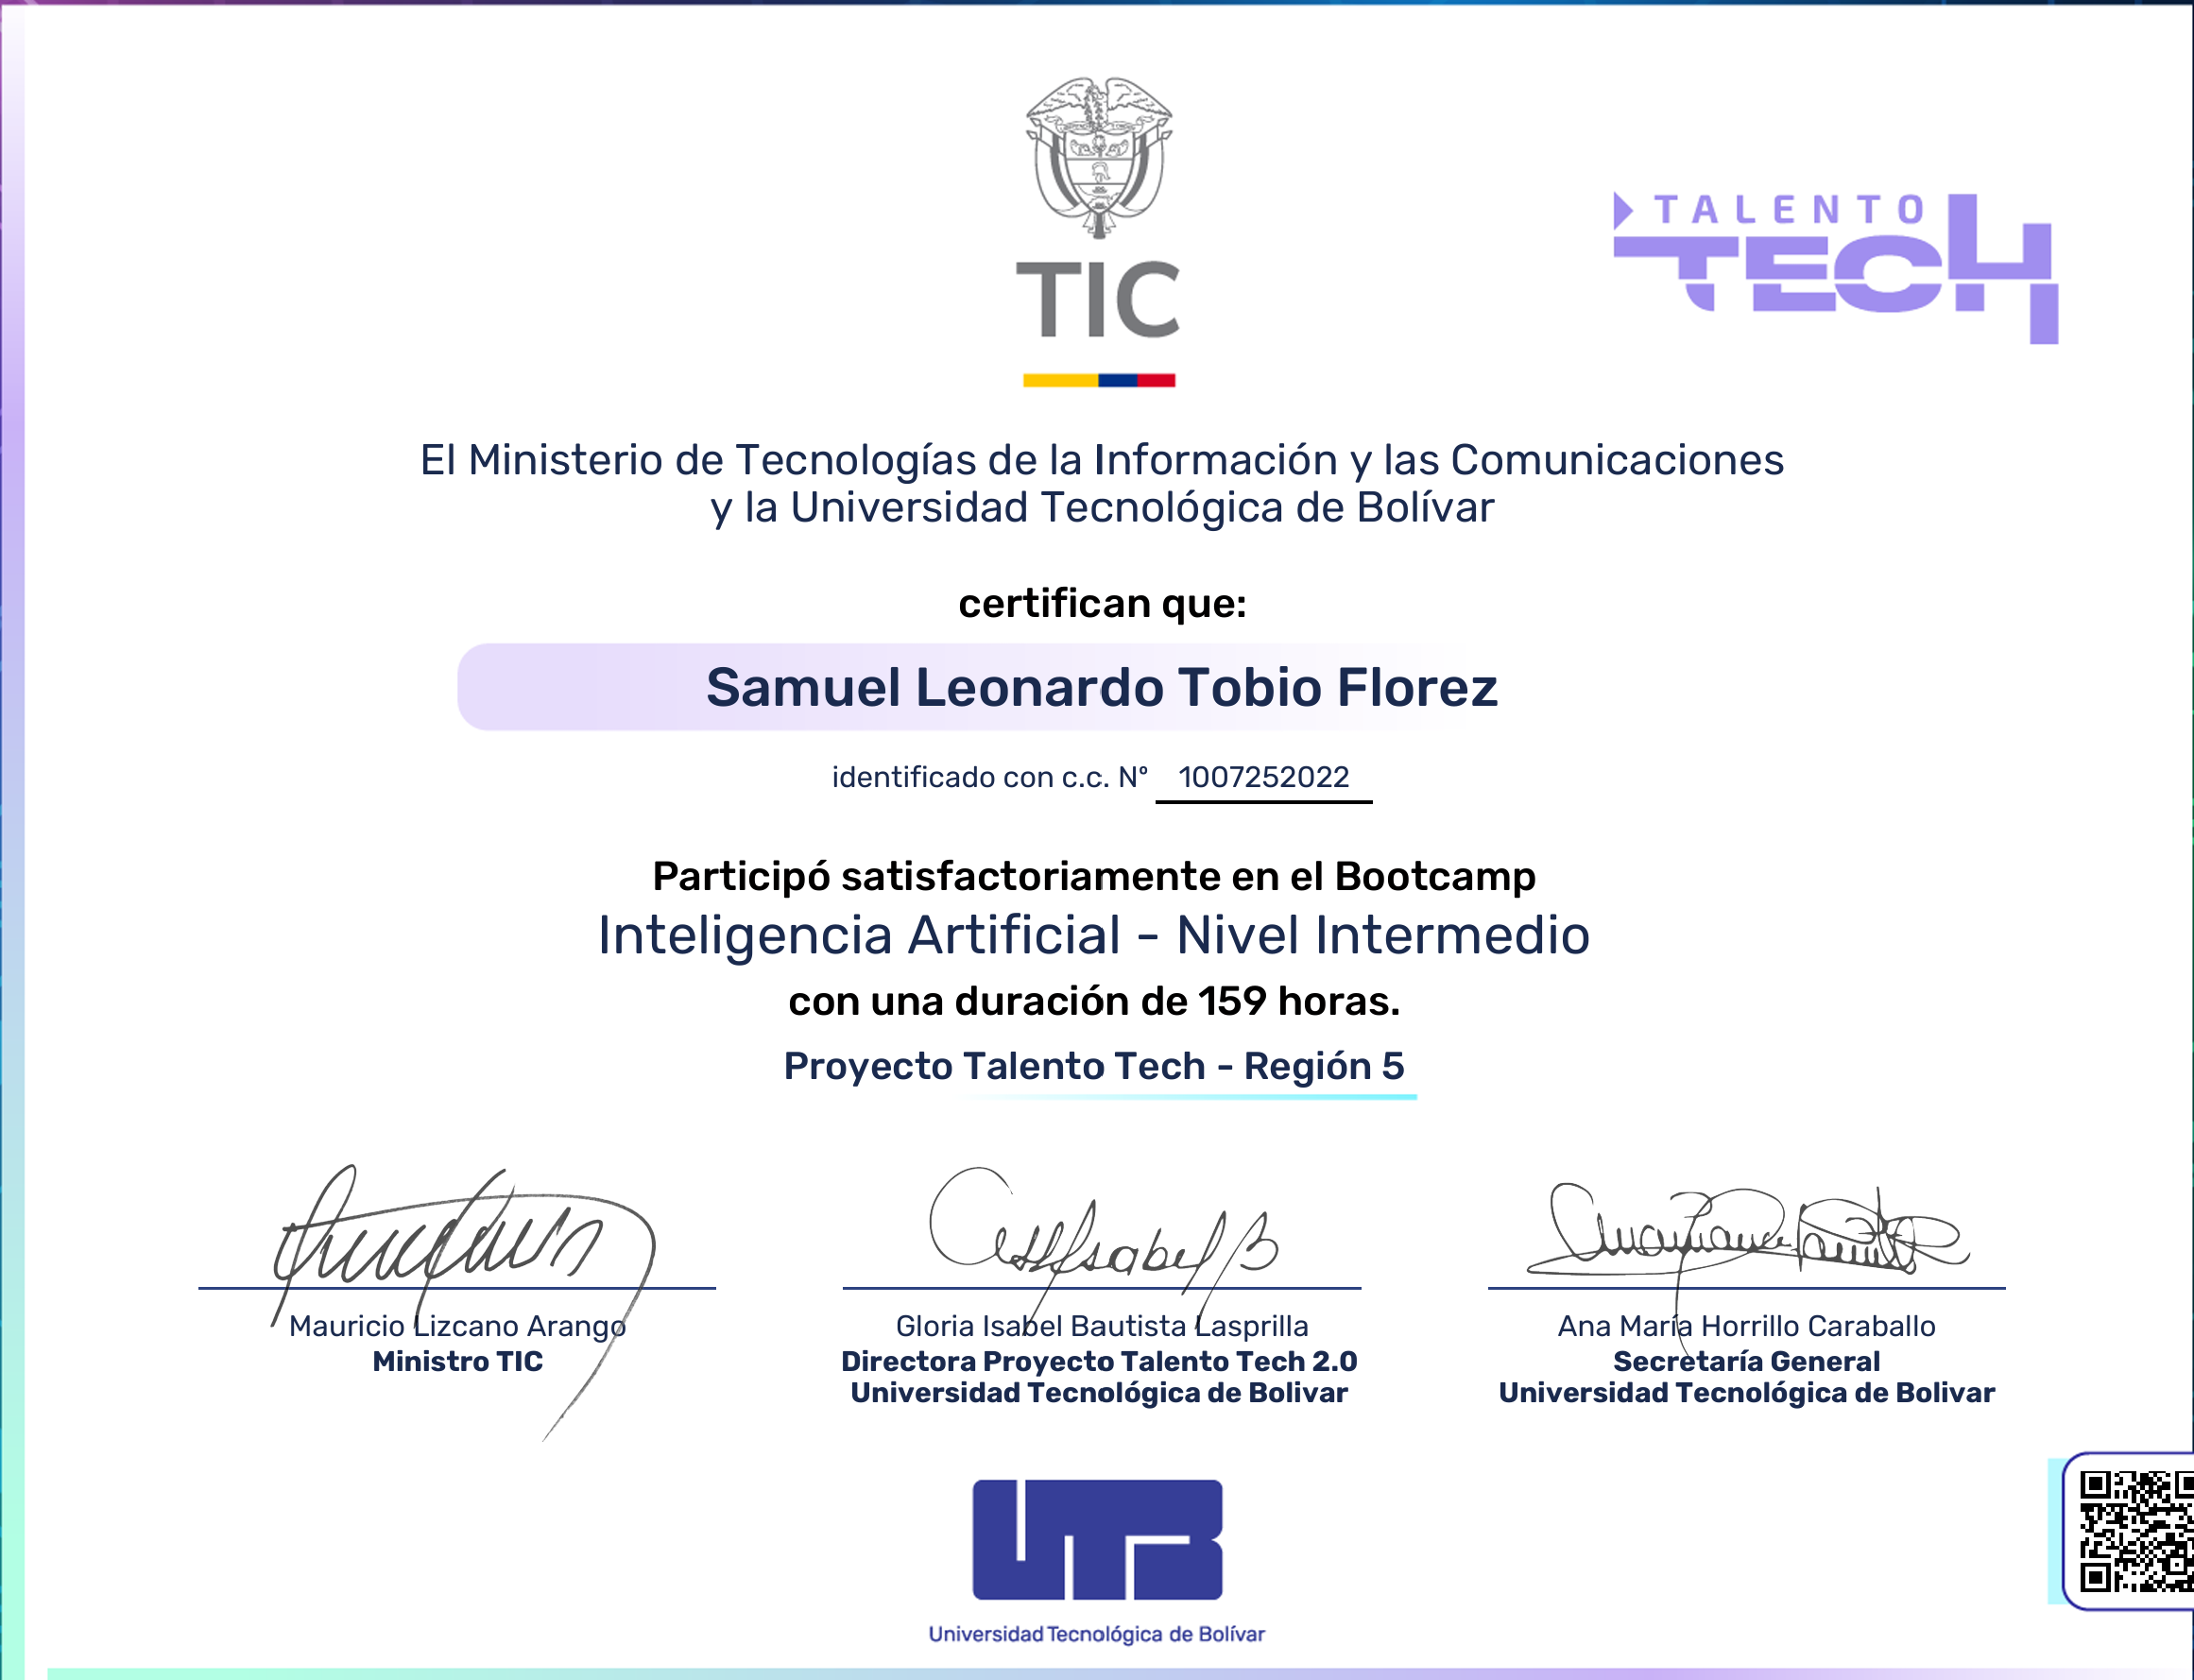 TIC
TALENTO
TECH
El Ministerio de Tecnologías de la Información y las Comunicaciones
y la Universidad Tecnológica de Bolívar
certifican que:
Samuel Leonardo Tobio Florez
identificado con c.c. N° 1007252022
Participó satisfactoriamente en el Bootcamp
Inteligencia Artificial - Nivel Intermedio
con una duración de 159 horas.
Proyecto Talento Tech - Región 5
Mauricio Lizcano Arango
Ministro TIC
Gloria Isabel Bautista Lasprilla
Directora Proyecto Talento Tech 2.0
Universidad Tecnológica de Bolivar
Ana María Horrillo Caraballo
Secretaría General
Universidad Tecnológica de Bolivar
UTB
Universidad Tecnológica de Bolívar